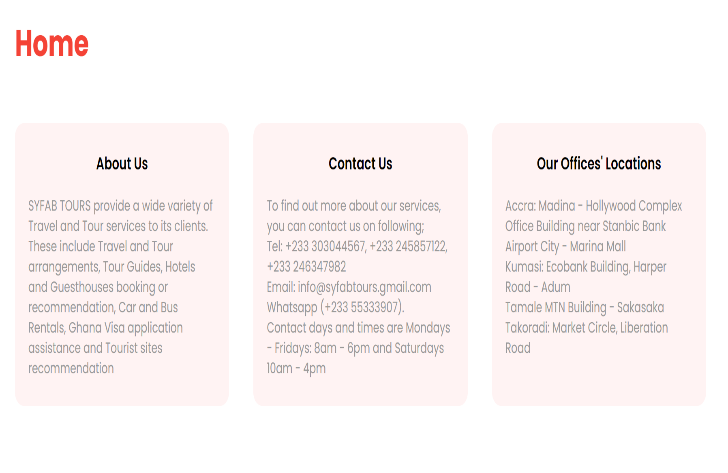 Home
About Us
SYFAB TOURS provide a wide variety of
Travel and Tour services to its clients.
These include Travel and Tour
arrangements, Tour Guides, Hotels
and Guesthouses booking or
recommendation, Car and Bus
Rentals, Ghana Visa application
assistance and Tourist sites
recommendation
Contact Us
To find out more about our services,
you can contact us on following;
Tel: +233 303044567, +233 245857122,
+233 246347982
Email: info@syfabtours.gmail.com
Whatsapp (+233 55333907).
Contact days and times are Mondays
- Fridays: 8am - 6pm and Saturdays
10am - 4pm
Our Offices' Locations
Accra: Madina - Hollywood Complex
Office Building near Stanbic Bank
Airport City - Marina Mall
Kumasi: Ecobank Building, Harper
Road - Adum
Tamale MTN Building - Sakasaka
Takoradi: Market Circle, Liberation
Road